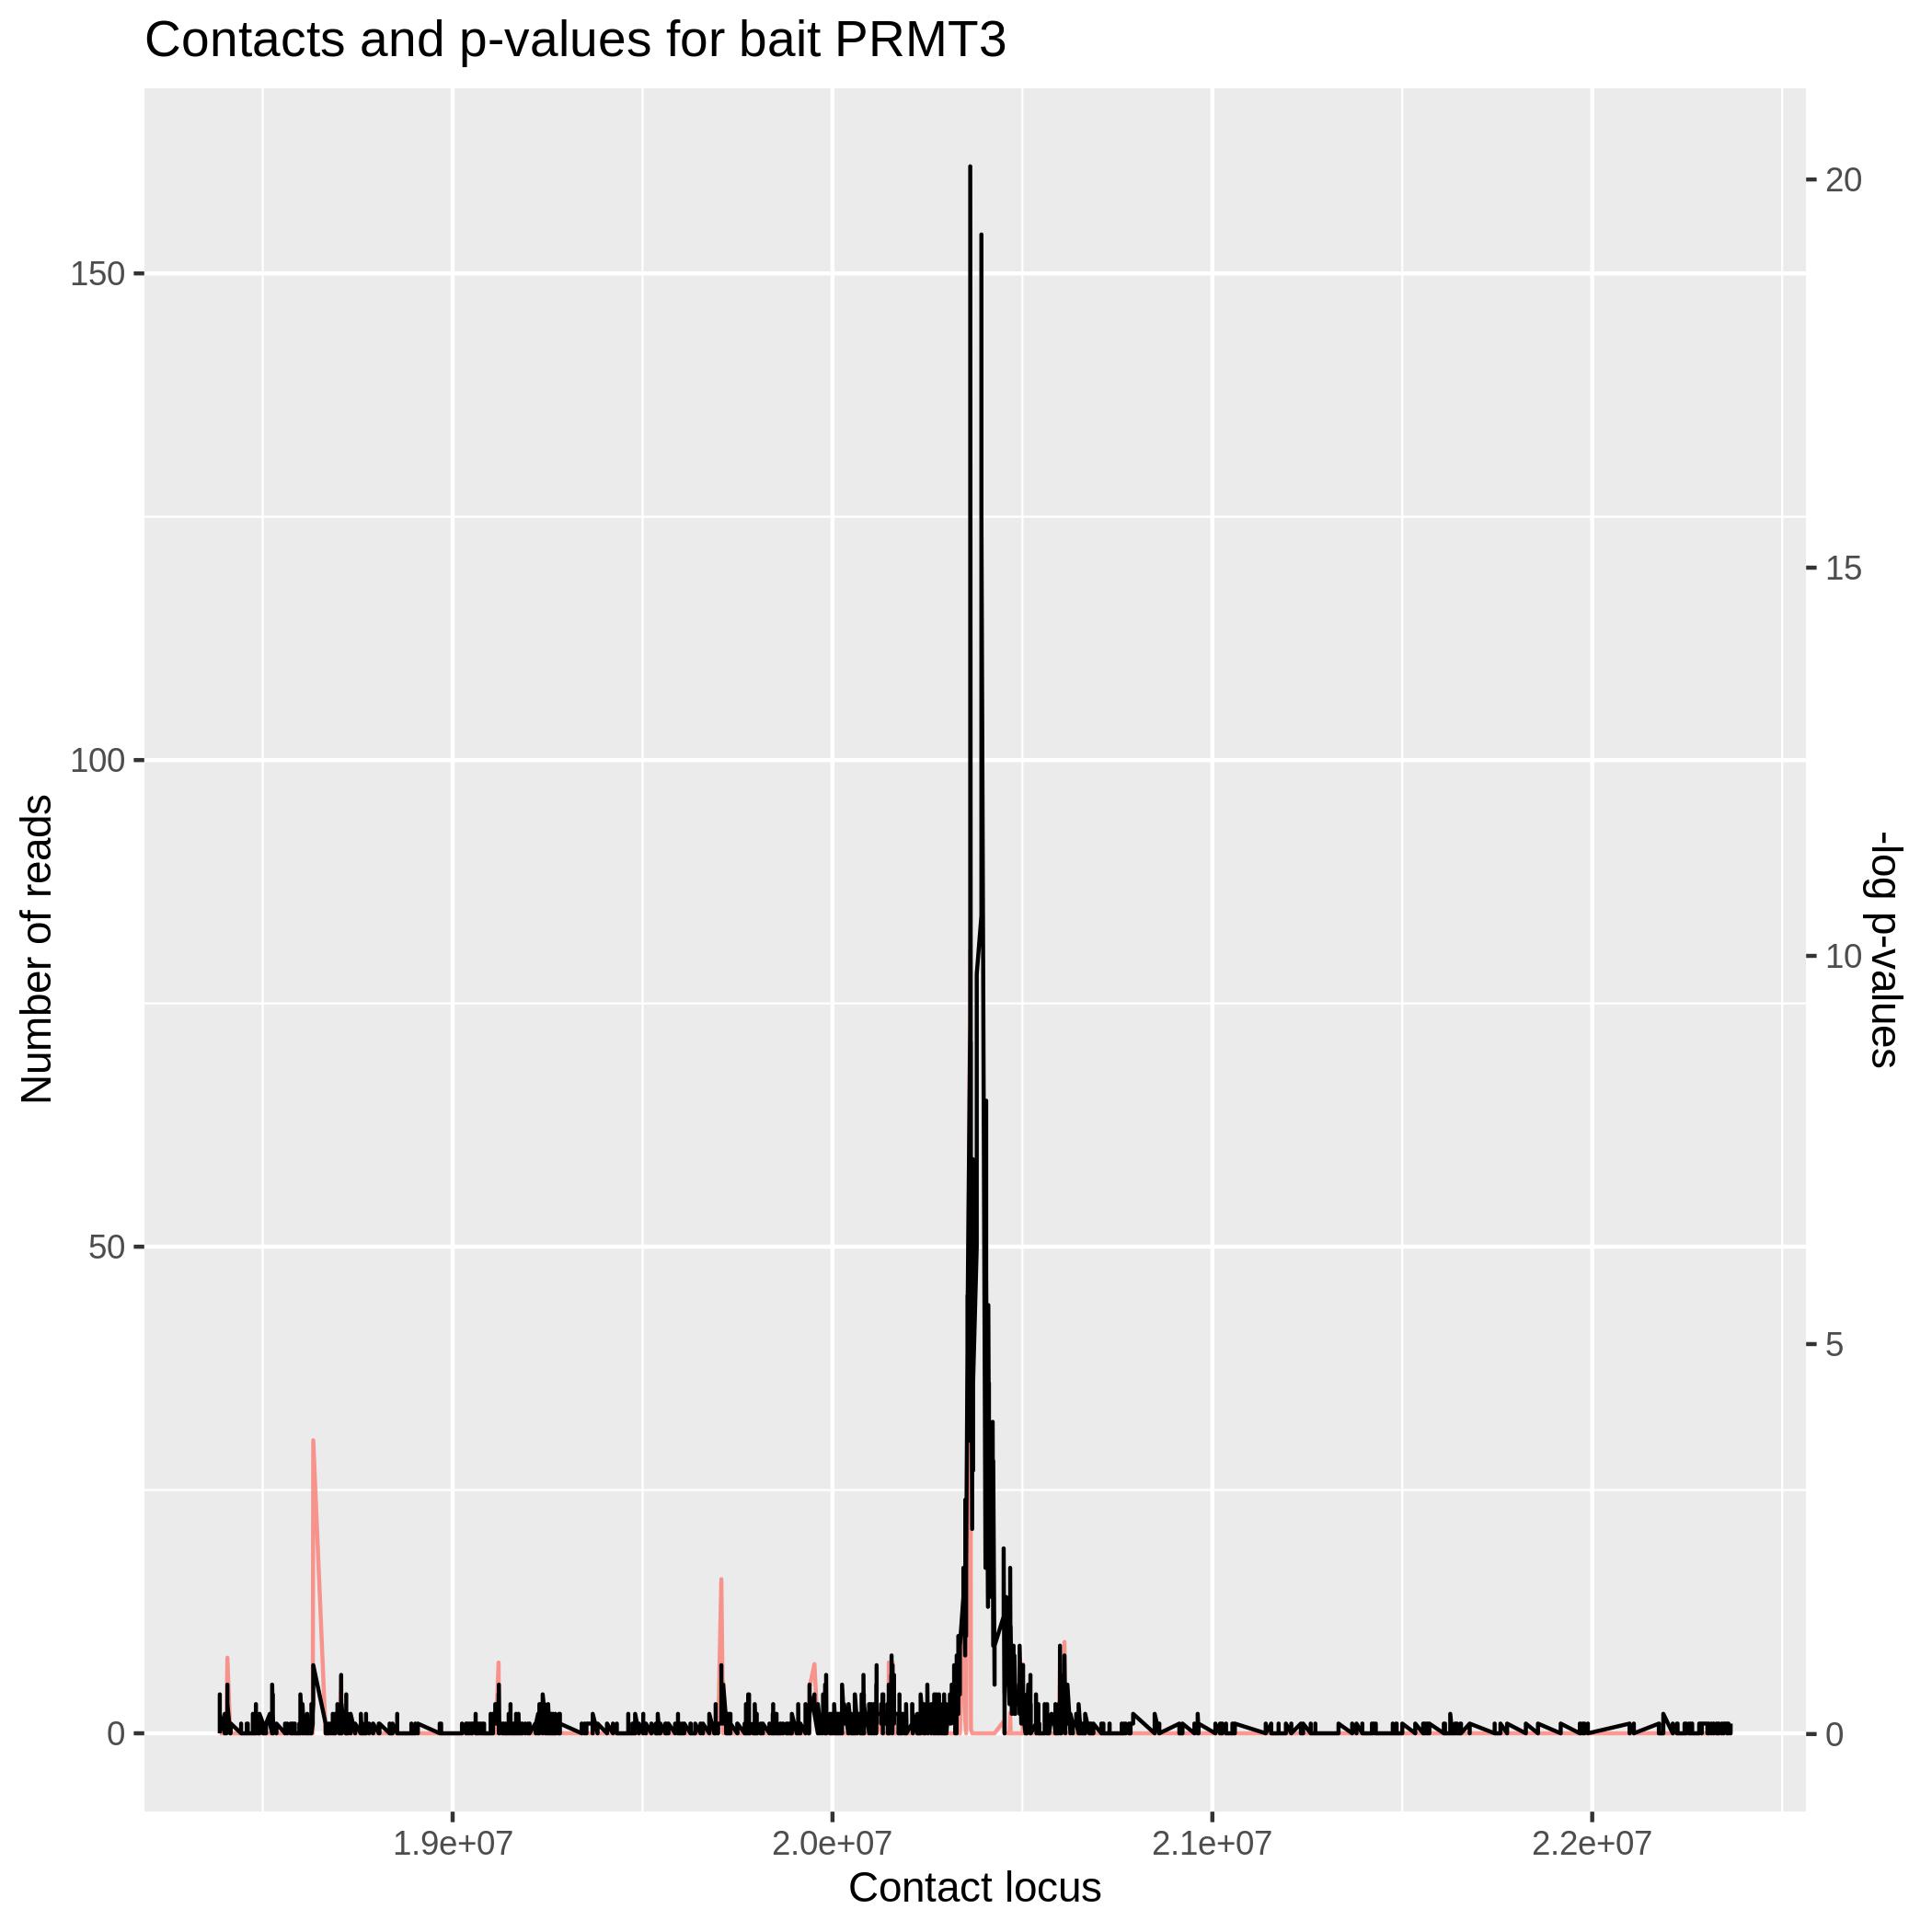 Contacts and p-values for bait PRMT3
Number of reads
150
100
50
0
20
15
10
5
0
-log p-values
1.9e+07
2.0e+07
2.1e+07
2.2e+07
Contact locus